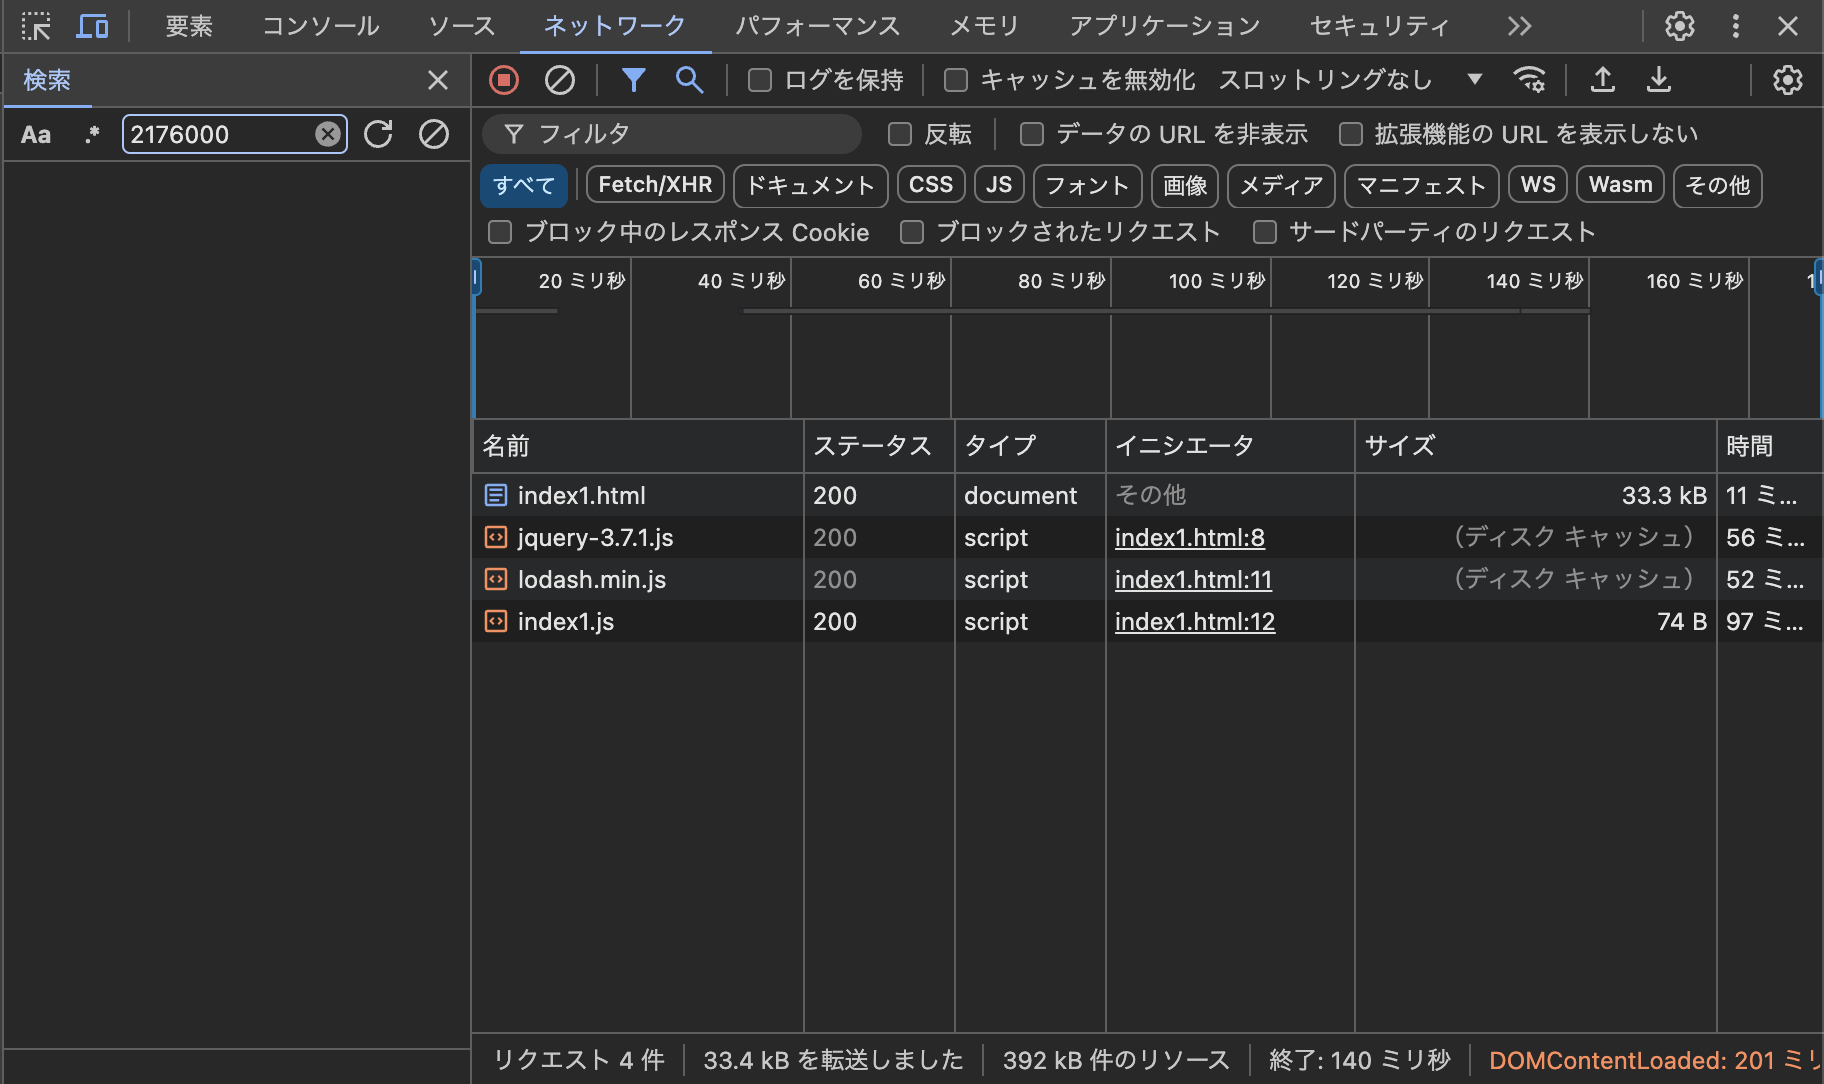 要素 コンソール ソース ネットワーク パフォーマンス メモリ アプリケーション セキュリティ
検索
ログを保持 キャッシュを無効化 スロットリングなし
Aa .* 2176000
フィルタ 反転 データの URL を非表示 拡張機能の URL を表示しない
すべて Fetch/XHR ドキュメント CSS JS フォント 画像 メディア マニフェスト WS Wasm その他
ブロック中のレスポンス Cookie ブロックされたリクエスト サードパーティのリクエスト
20 ミリ秒 40 ミリ秒 60 ミリ秒 80 ミリ秒 100 ミリ秒 120 ミリ秒 140 ミリ秒 160 ミリ秒
名前 ステータス タイプ イニシエータ サイズ 時間
index1.html 200 document その他 33.3 kB 11 ミ...
jquery-3.7.1.js 200 script index1.html:8 （ディスク キャッシュ） 56 ミ...
lodash.min.js 200 script index1.html:11 （ディスク キャッシュ） 52 ミ...
index1.js 200 script index1.html:12 74 B 97 ミ...
リクエスト 4 件 33.4 kB を転送しました 392 kB 件のリソース 終了: 140 ミリ秒 DOMContentLoaded: 201 ミリ